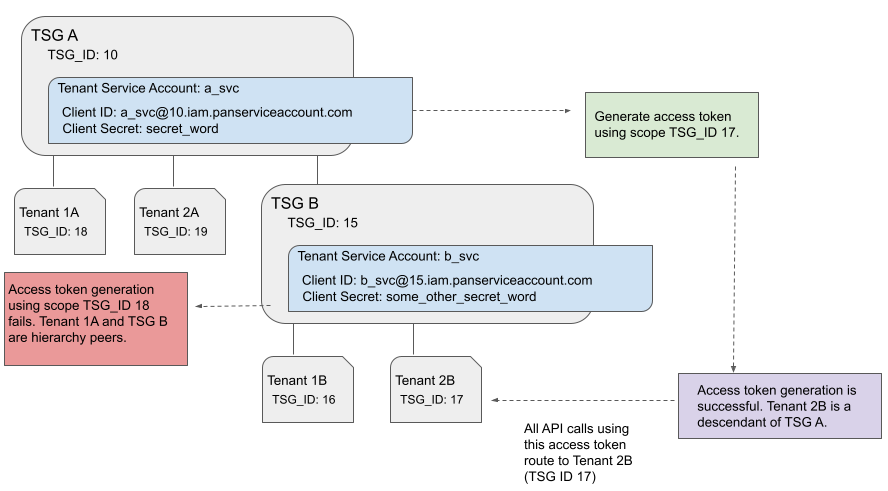 TSG A
TSG_ID: 10
Tenant Service Account: a_svc
Client ID: a_svc@10.iam.panserviceaccount.com
Client Secret: secret_word
Generate access token
using scope TSG_ID 17.
Tenant 1A
TSG_ID: 18
Tenant 2A
TSG_ID: 19
TSG B
TSG_ID: 15
Tenant Service Account: b_svc
Client ID: b_svc@15.iam.panserviceaccount.com
Client Secret: some_other_secret_word
Access token generation
using scope TSG_ID 18
fails. Tenant 1A and TSG B
are hierarchy peers.
Tenant 1B
TSG_ID: 16
Tenant 2B
TSG_ID: 17
Access token generation is
successful. Tenant 2B is a
descendant of TSG A.
All API calls using
this access token
route to Tenant 2B
(TSG ID 17)